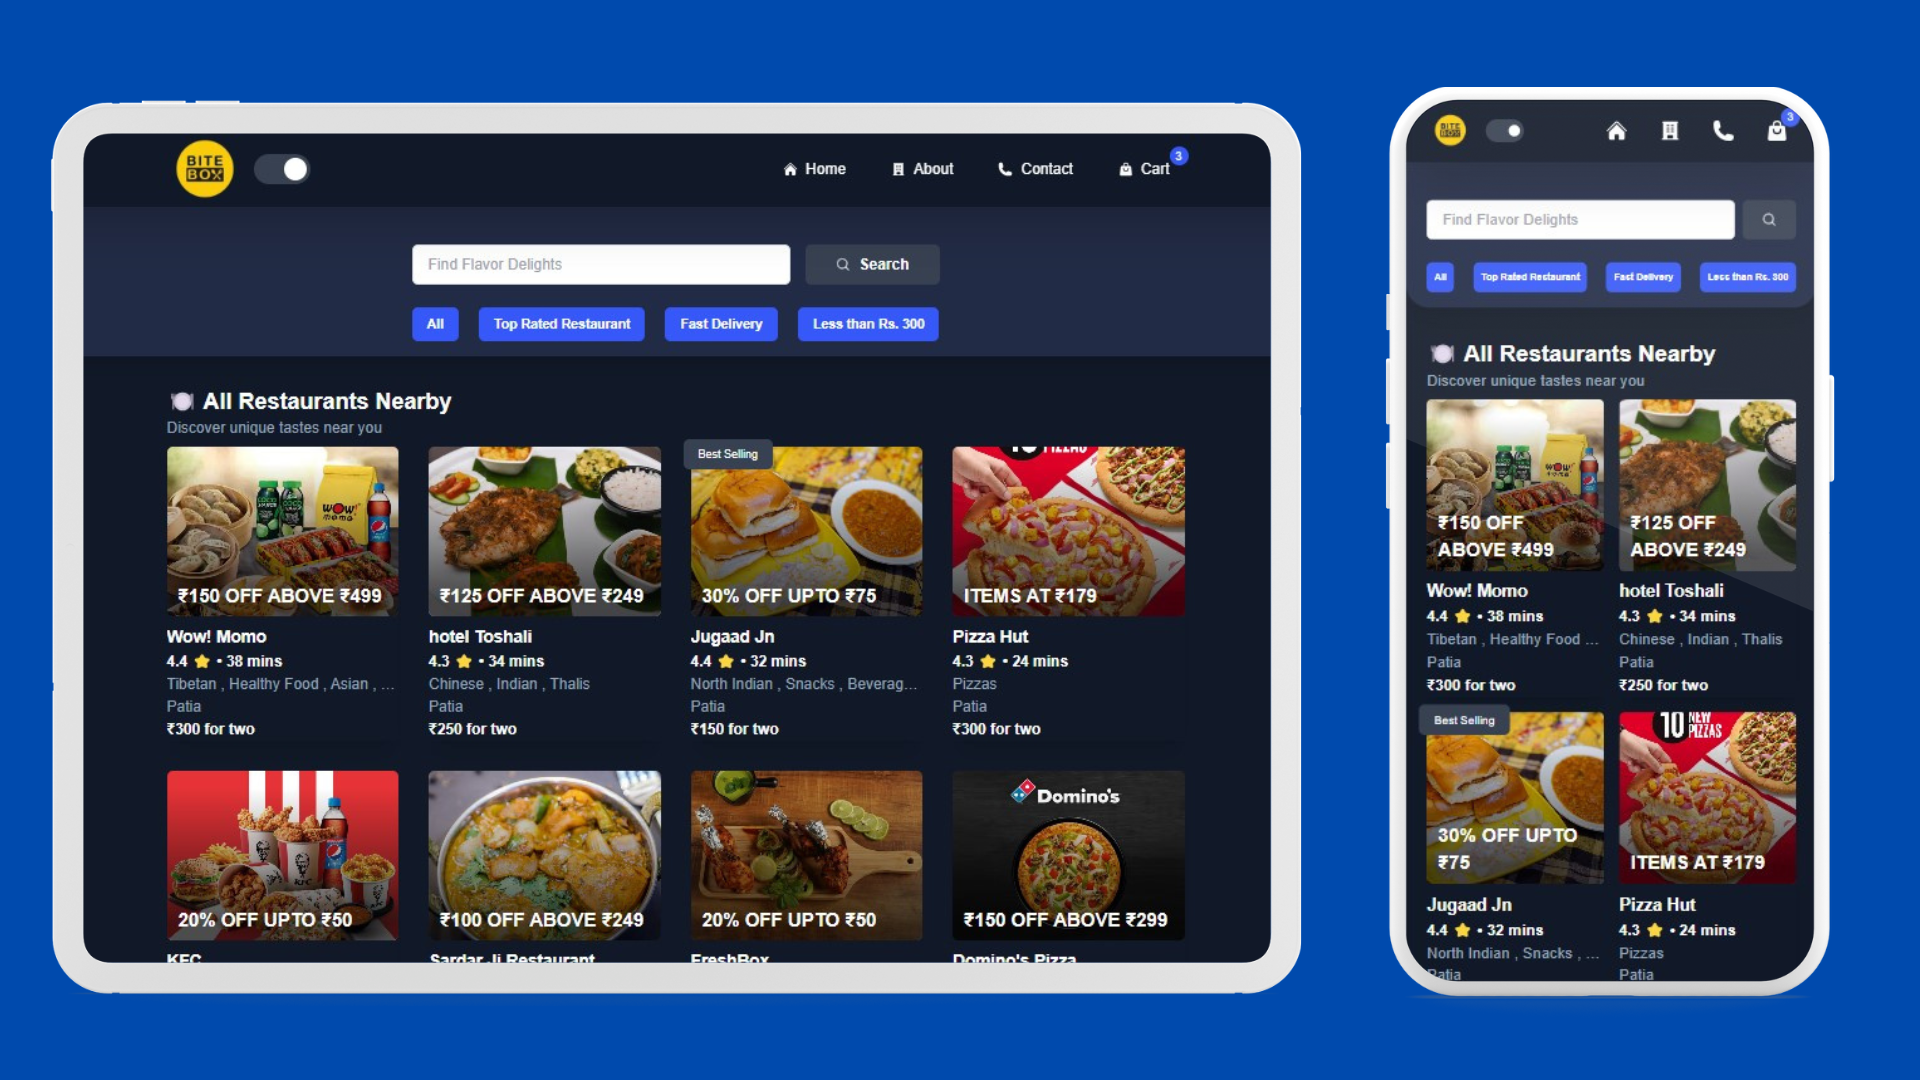 BITE
BOX
Home
About
Contact
Cart
3
Find Flavor Delights
Search
All
Top Rated Restaurant
Fast Delivery
Less than Rs. 300
All Restaurants Nearby
Discover unique tastes near you
WOW!
momo
₹150 OFF ABOVE ₹499
Wow! Momo
4.4 ⭐ • 38 mins
Tibetan , Healthy Food , Asian , ...
Patia
₹300 for two
₹125 OFF ABOVE ₹249
hotel Toshali
4.3 ⭐ • 34 mins
Chinese , Indian , Thalis
Patia
₹250 for two
Best Selling
30% OFF UPTO ₹75
Jugaad Jn
4.4 ⭐ • 32 mins
North Indian , Snacks , Beverag...
Patia
₹150 for two
ITEMS AT ₹179
Pizza Hut
4.3 ⭐ • 24 mins
Pizzas
Patia
₹300 for two
KFC
20% OFF UPTO ₹50
KFC
₹100 OFF ABOVE ₹249
Sardar Ji Restaurant
20% OFF UPTO ₹50
FreshBox
Domino's
₹150 OFF ABOVE ₹299
Domino's Pizza
BITE
BOX
3
Find Flavor Delights
All
Top Rated Restaurant
Fast Delivery
Less than Rs. 300
All Restaurants Nearby
Discover unique tastes near you
WOW!
₹150 OFF
ABOVE ₹499
Wow! Momo
4.4 ⭐ • 38 mins
Tibetan , Healthy Food ...
Patia
₹300 for two
₹125 OFF
ABOVE ₹249
hotel Toshali
4.3 ⭐ • 34 mins
Chinese , Indian , Thalis
Patia
₹250 for two
Best Selling
30% OFF UPTO
₹75
Jugaad Jn
4.4 ⭐ • 32 mins
North Indian , Snacks , ...
Patia
10 NEW
PIZZAS
ITEMS AT ₹179
Pizza Hut
4.3 ⭐ • 24 mins
Pizzas
Patia